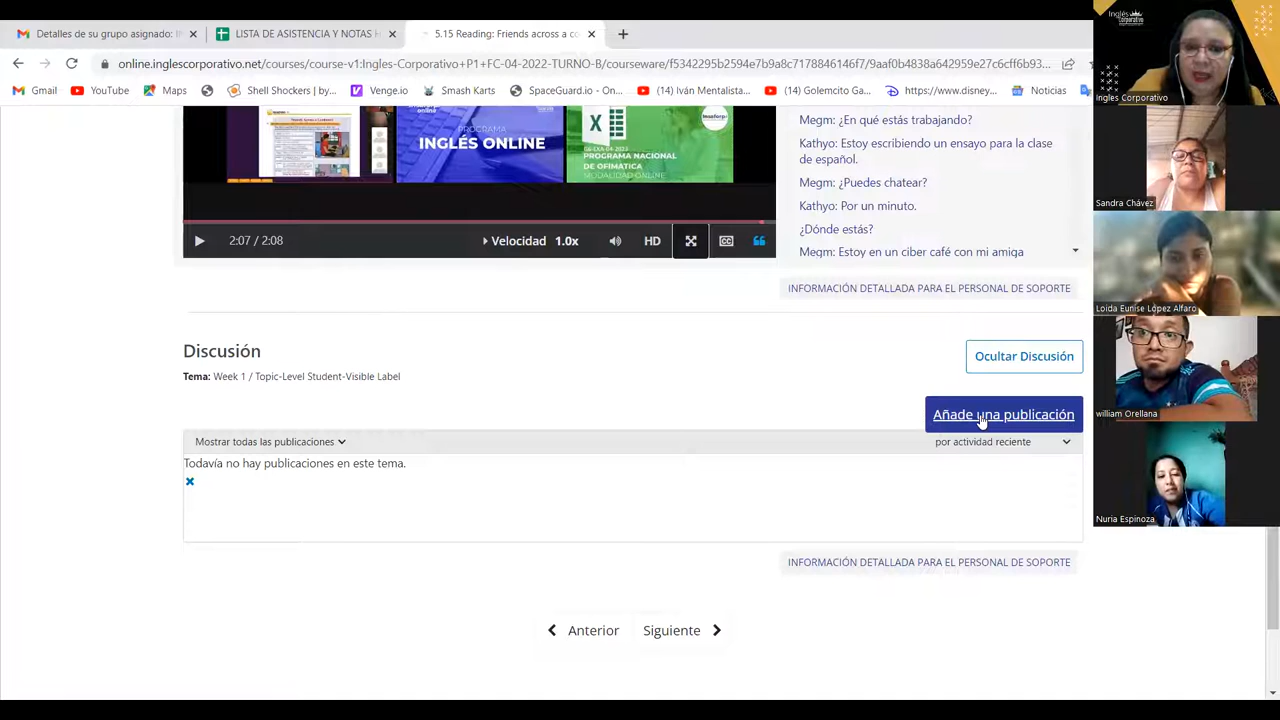 Detalles de su grupo asignado: I
LISTA DE ASISTENCIA Y NOTAS H
5.15 Reading: Friends across a co
online.inglescorporativo.net/courses/course-v1:Ingles-Corporativo+P1+FC-04-2022-TURNO-B/courseware/f5342295b2594e7b9a8c7178846146f7/9aaf0b4838a642959e27c6cff6b93...
Gmail
YouTube
Maps
Shell Shockers | by...
Venge.io
Smash Karts
SpaceGuard.io - On...
(14) Iván Mentalista...
(14) Golpecito Ga...
https://www.disney...
Noticias
PROGRAMA
INGLÉS ONLINE
PROGRAMA NACIONAL
DE OFIMATICA
MODALIDAD ONLINE
Megm: ¿En qué estás trabajando?
Kathyo: Estoy escribiendo un ensayo para la clase
de español.
Megm: ¿Puedes chatear?
Kathyo: Por un minuto.
¿Dónde estás?
Megm: Estoy en un ciber café con mi amiga
2:07 / 2:08
Velocidad 1.0x
HD
CC
INFORMACIÓN DETALLADA PARA EL PERSONAL DE SOPORTE
Discusión
Ocultar Discusión
Tema: Week 1 / Topic-Level Student-Visible Label
Añade una publicación
Mostrar todas las publicaciones
por actividad reciente
Todavía no hay publicaciones en este tema.
INFORMACIÓN DETALLADA PARA EL PERSONAL DE SOPORTE
Anterior
Siguiente
Inglés
Corporativo
Ingles Corporativo
Sandra Chávez
Loida Eunise López Alfaro
william Orellana
Nuria Espinoza